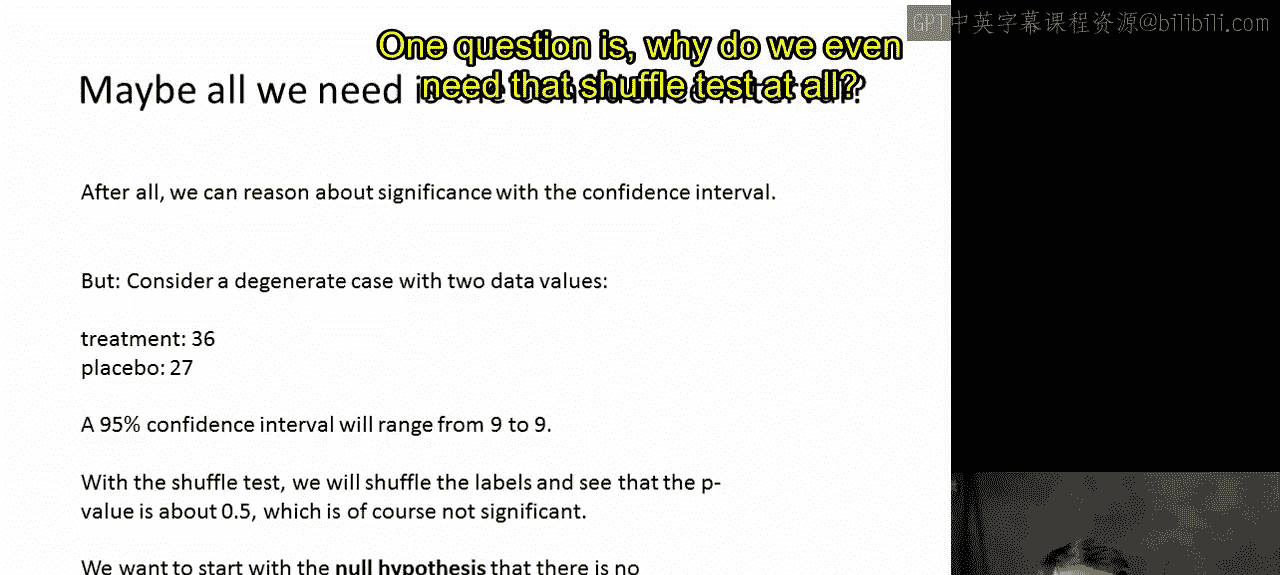 GPT中英字幕课程资源@bilibili.com
One question is, why do we even
need that shuffle test at all?
Maybe all we need
After all, we can reason about significance with the confidence interval.
But: Consider a degenerate case with two data values:
treatment: 36
placebo: 27
A 95% confidence interval will range from 9 to 9.
With the shuffle test, we will shuffle the labels and see that the p-
value is about 0.5, which is of course not significant.
We want to start with the null hypothesis that there is no